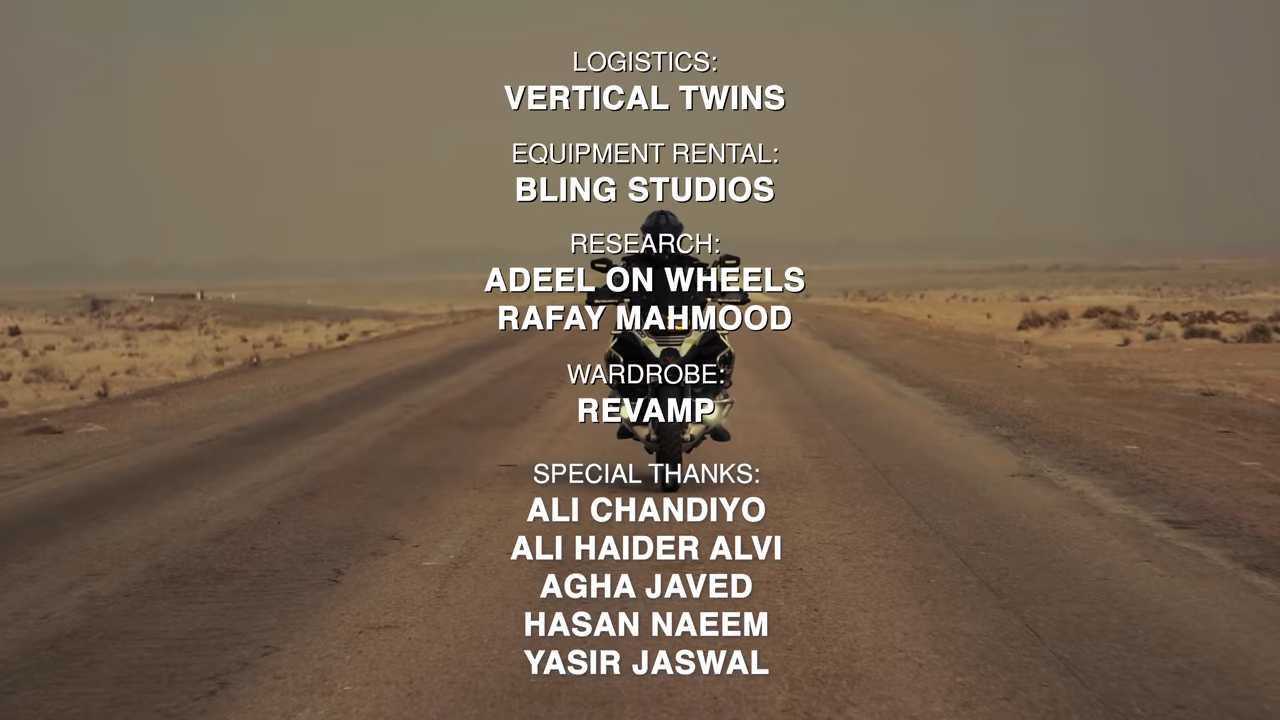 LOGISTICS:
VERTICAL TWINS
EQUIPMENT RENTAL:
BLING STUDIOS
RESEARCH:
ADEEL ON WHEELS
RAFAY MAHMOOD
WARDROBE:
REVAMP
SPECIAL THANKS:
ALI CHANDIYO
ALI HAIDER ALVI
AGHA JAVED
HASAN NAEEM
YASIR JASWAL